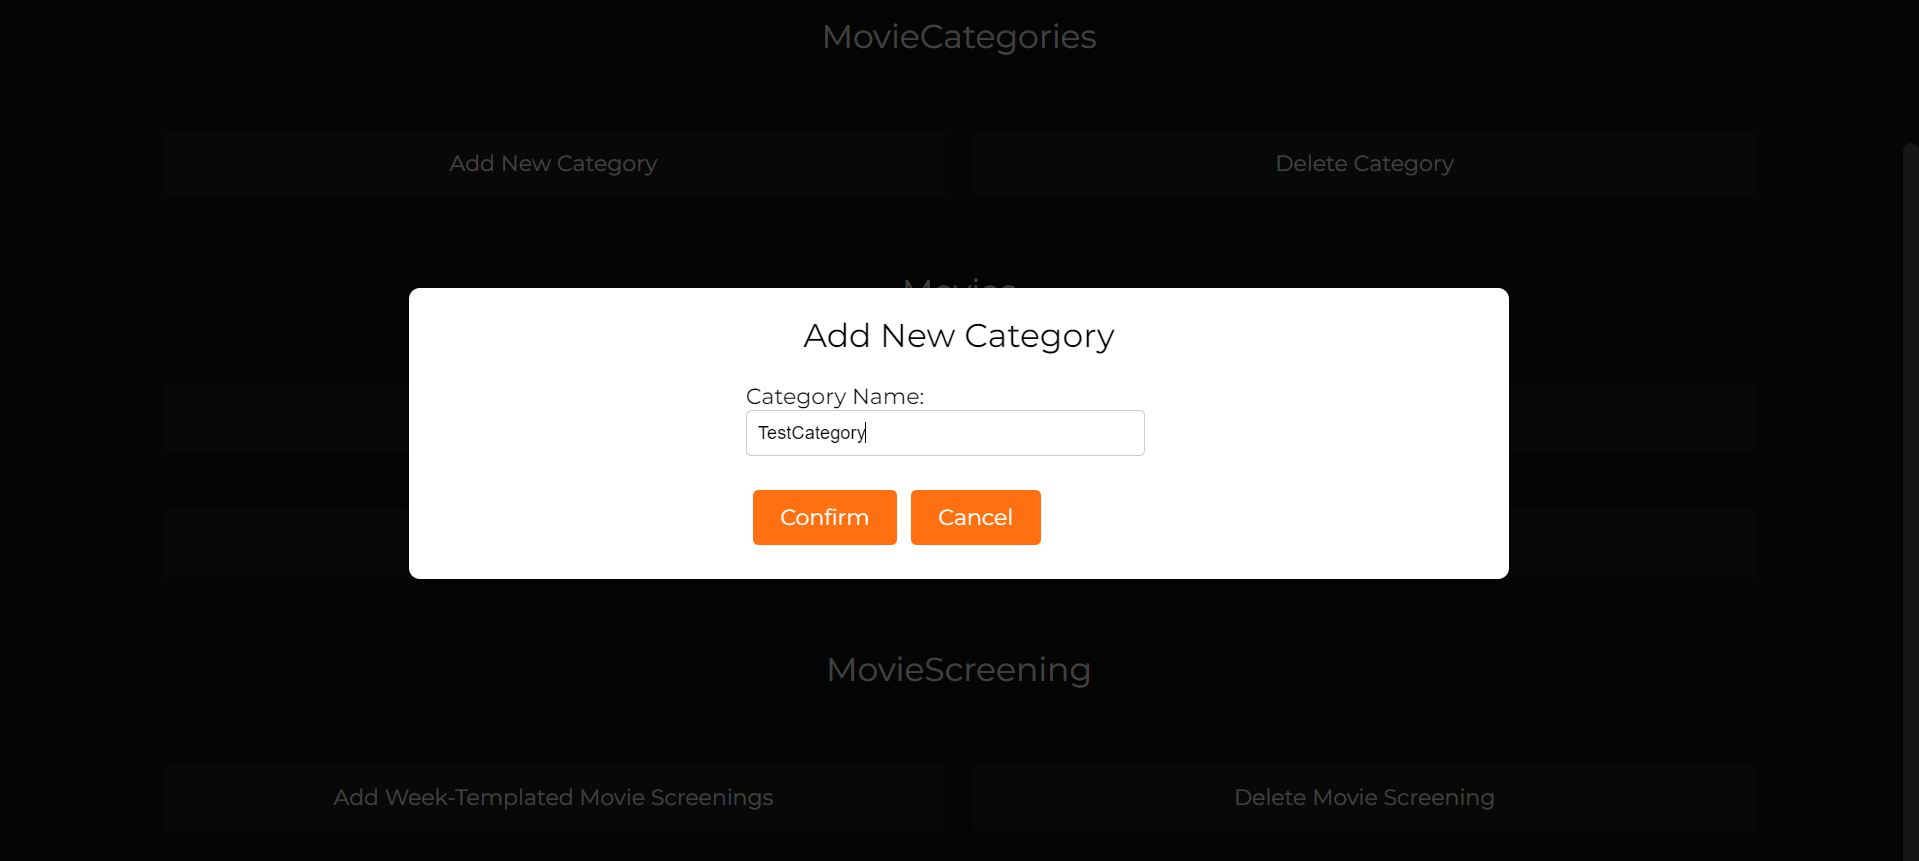 MovieCategories
Add New Category
Delete Category
Movies
Add New Category
Category Name:
TestCategory
Confirm
Cancel
MovieScreening
Add Week-Templated Movie Screenings
Delete Movie Screening